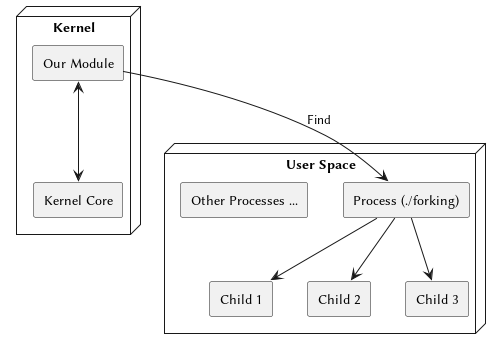 Kernel
Our Module
Find
User Space
Kernel Core
Other Processes ...
Process (./forking)
Child 1
Child 2
Child 3